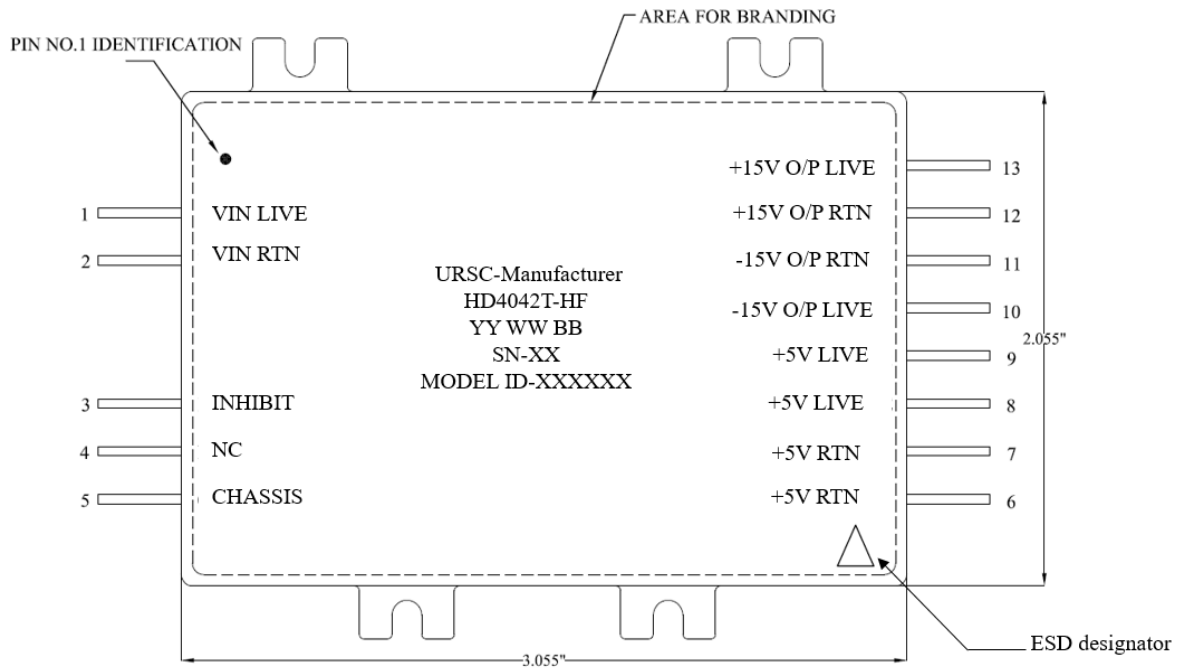 AREA FOR BRANDING
PIN NO.1 IDENTIFICATION
+15V O/P LIVE 13
1 VIN LIVE +15V O/P RTN 12
2 VIN RTN -15V O/P RTN 11
URSC-Manufacturer
HD4042T-HF
YY WW BB
SN-XX
MODEL ID-XXXXXX
-15V O/P LIVE 10
2.055"
+5V LIVE 9
3 INHIBIT +5V LIVE 8
4 NC +5V RTN 7
5 CHASSIS +5V RTN 6
ESD designator
3.055"